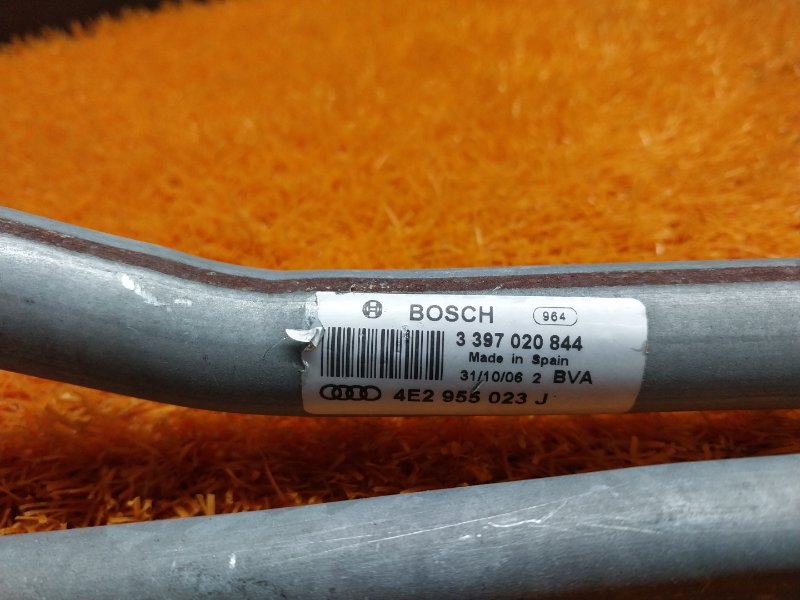 BOSCH 964
3 397 020 844
Made in Spain
31/10/06 2 BVA
4E2 955 023 J